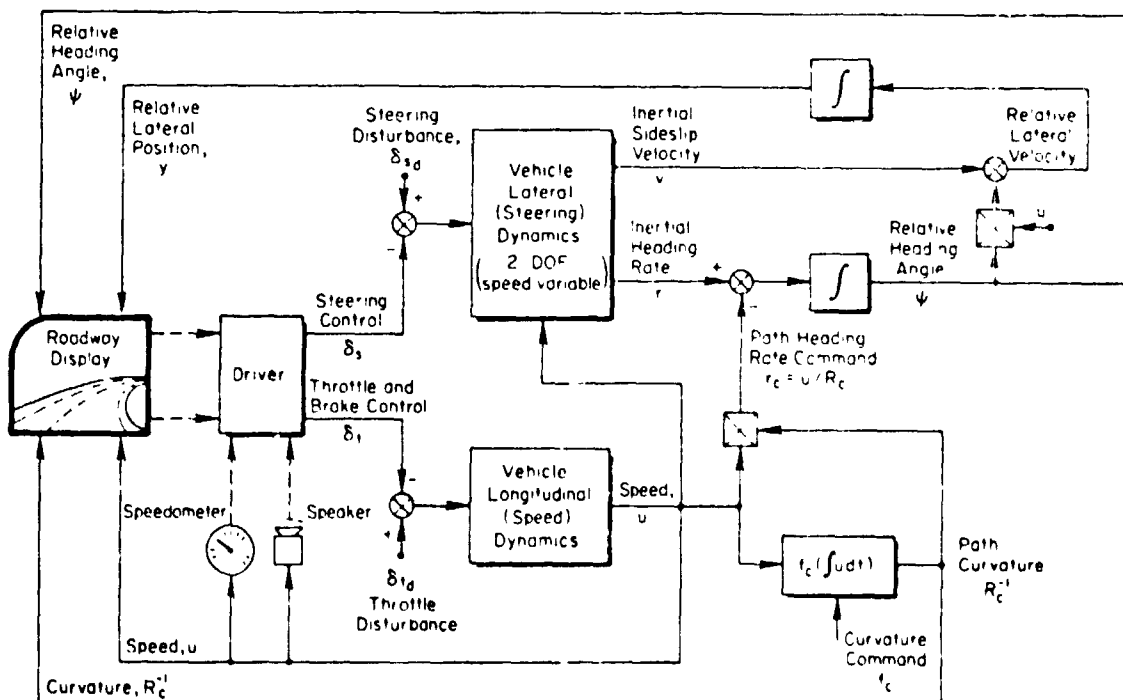 Relative
Heading
Angle,
ψ
Relative
Lateral
Position,
y
Steering
Disturbance,
δsd
+
-
Vehicle
Lateral
(Steering)
Dynamics
2 DOF
(speed variable)
Inertial
Sideslip
Velocity
v
Inertial
Heading
Rate
r
∫
Relative
Lateral
Velocity
u
+
-
∫
Relative
Heading
Angle
ψ
Roadway
Display
Driver
Steering
Control
δs
Throttle and
Brake Control
δt
Path Heading
Rate Command
rc = u/Rc
-
+
Vehicle
Longitudinal
(Speed)
Dynamics
Speed,
u
Speedometer
Speaker
δtd
Throttle
Disturbance
fc(∫udt)
Path
Curvature
Rc⁻¹
Curvature
Command
fc
Speed, u
Curvature, Rc⁻¹